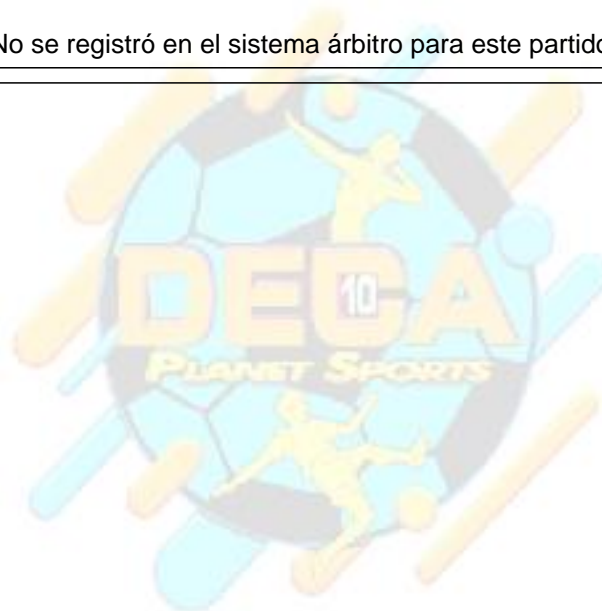 No se registró en el sistema árbitro para este partido
DECA
10
PLANET SPORTS